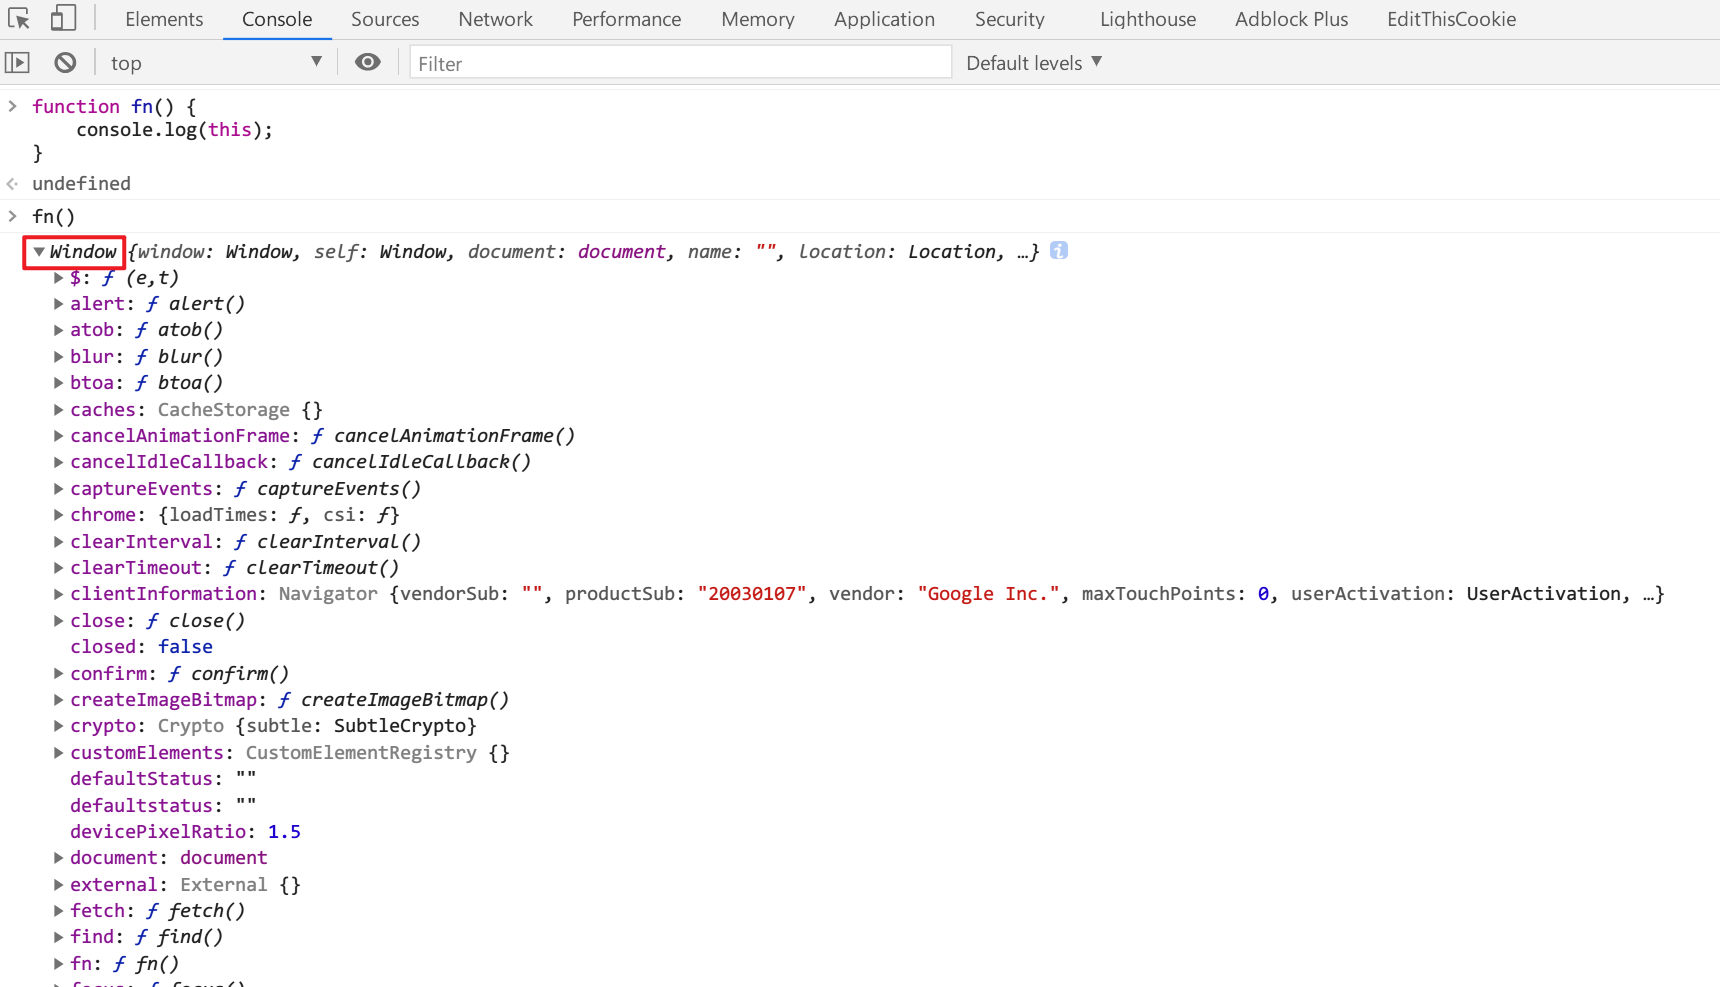 Elements Console Sources Network Performance Memory Application Security Lighthouse Adblock Plus EditThisCookie
top ▼ Filter Default levels ▼
> function fn() {
    console.log(this);
}
undefined
> fn()
▼ Window {window: Window, self: Window, document: document, name: "", location: Location, …} i
▶ $: ƒ (e,t)
▶ alert: ƒ alert()
▶ atob: ƒ atob()
▶ blur: ƒ blur()
▶ btoa: ƒ btoa()
▶ caches: CacheStorage {}
▶ cancelAnimationFrame: ƒ cancelAnimationFrame()
▶ cancelIdleCallback: ƒ cancelIdleCallback()
▶ captureEvents: ƒ captureEvents()
▶ chrome: {loadTimes: ƒ, csi: ƒ}
▶ clearInterval: ƒ clearInterval()
▶ clearTimeout: ƒ clearTimeout()
▶ clientInformation: Navigator {vendorSub: "", productSub: "20030107", vendor: "Google Inc.", maxTouchPoints: 0, userActivation: UserActivation, …}
▶ close: ƒ close()
closed: false
▶ confirm: ƒ confirm()
▶ createImageBitmap: ƒ createImageBitmap()
▶ crypto: Crypto {subtle: SubtleCrypto}
▶ customElements: CustomElementRegistry {}
defaultStatus: ""
defaultstatus: ""
devicePixelRatio: 1.5
▶ document: document
▶ external: External {}
▶ fetch: ƒ fetch()
▶ find: ƒ find()
▶ fn: ƒ fn()
▶ focus: ƒ focus()